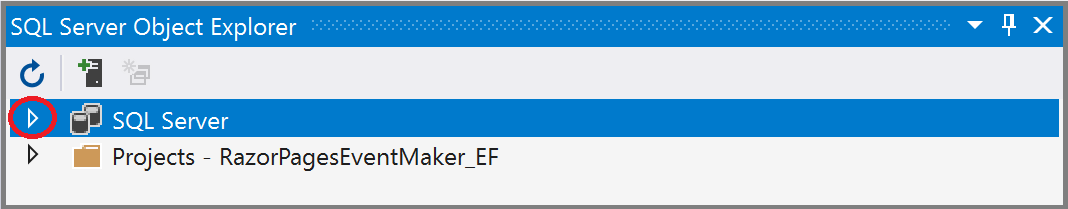 SQL Server Object Explorer
SQL Server
Projects - RazorPagesEventMaker_EF